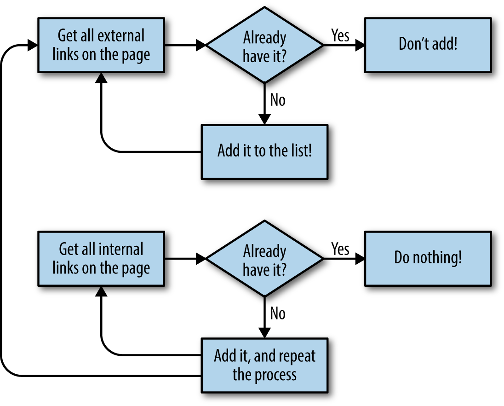 Get all external
links on the page
Already
have it?
Yes
Don't add!
No
Add it to the list!
Get all internal
links on the page
Already
have it?
Yes
Do nothing!
No
Add it, and repeat
the process